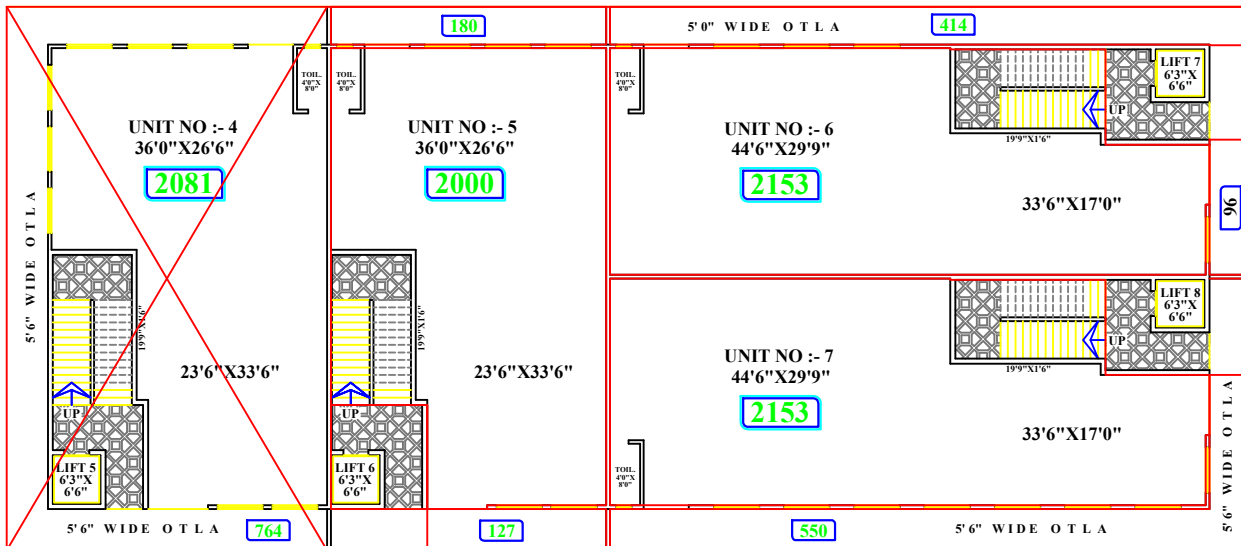 5'0" WIDE OTLA
180
414
TOIL.
4'0"X
8'0"
TOIL.
4'0"X
8'0"
TOIL.
4'0"X
8'0"
LIFT 7
6'3"X
6'6"
UP
UNIT NO :- 4
36'0"X26'6"
2081
UNIT NO :- 5
36'0"X26'6"
2000
UNIT NO :- 6
44'6"X29'9"
2153
19'9"X1'6"
33'6"X17'0"
96
5'6" WIDE OTLA
19'9"X1'6"
23'6"X33'6"
UP
LIFT 5
6'3"X
6'6"
19'9"X1'6"
23'6"X33'6"
UP
LIFT 6
6'3"X
6'6"
LIFT 8
6'3"X
6'6"
UP
UNIT NO :- 7
44'6"X29'9"
2153
19'9"X1'6"
33'6"X17'0"
TOIL.
4'0"X
8'0"
5'6" WIDE OTLA
5'6" WIDE OTLA
764
127
550
5'6" WIDE OTLA